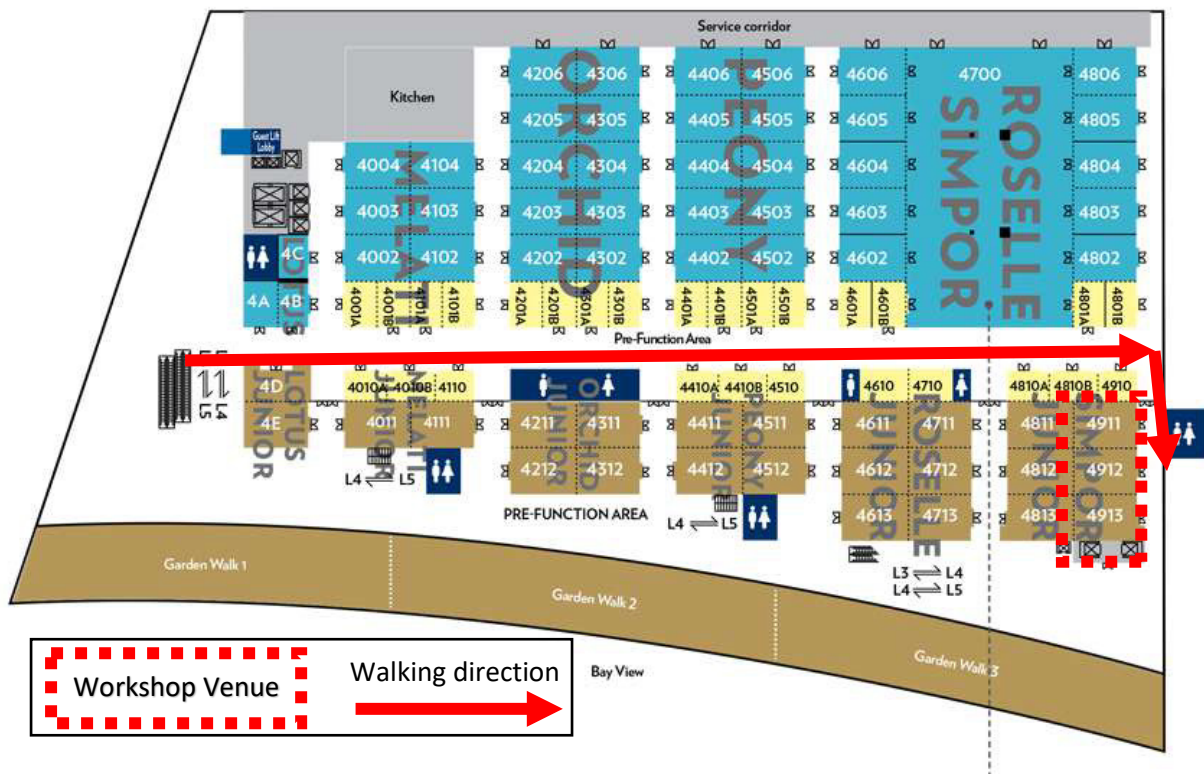 Service corridor
Kitchen
Guest Lift
Lobby
4206 4306 4406 4506 4606 4700 4806
4205 4305 4405 4505 4605 4805
4004 4104 4204 4304 4404 4504 4604 4804
4003 4103 4203 4303 4403 4503 4603 4803
4C 4002 4102 4202 4302 4402 4502 4602 4802
4A 4B 4001A 4001B 4101A 4101B 4201A 4201B 4301A 4301B 4401A 4401B 4501A 4501B 4601A 4601B 4801A 4801B
LOTUS
MELATI
ORCHID
PEONY
SIMPOR
ROSELLE
Pre-Function Area
L5 L4
4D 4010A 4010B 4110 4410A 4410B 4510 4610 4710 4810A 4810B 4910
4E 4011 4111 4211 4311 4411 4511 4611 4711 4811 4911
4212 4312 4412 4512 4612 4712 4812 4912
4613 4713 4813 4913
LOTUS
JUNIOR
MELATI
JUNIOR
ORCHID
JUNIOR
PEONY
JUNIOR
ROSELLE
JUNIOR
SIMPOR
JUNIOR
L4 L5
L4 L5
PRE-FUNCTION AREA
L3 L4
L4 L5
Garden Walk 1
Garden Walk 2
Garden Walk 3
Bay View
Workshop Venue
Walking direction